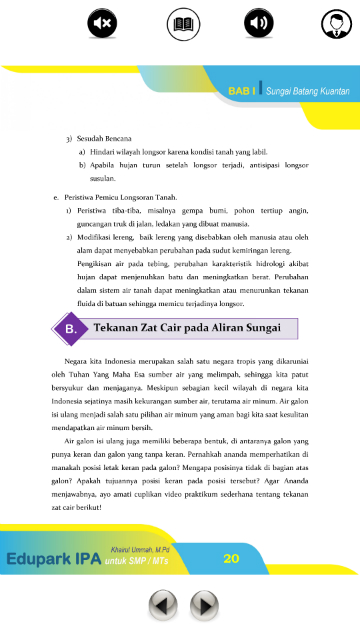 BAB I Sungai Batang Kuantan
3) Sesudah Bencana
a) Hindari wilayah longsor karena kondisi tanah yang labil.
b) Apabila hujan turun setelah longsor terjadi, antisipasi longsor
susulan.
e. Peristiwa Pemicu Longsoran Tanah.
1) Peristiwa tiba-tiba, misalnya gempa bumi, pohon tertiup angin,
guncangan truk di jalan, ledakan yang dibuat manusia.
2) Modifikasi lereng, baik lereng yang disebabkan oleh manusia atau oleh
alam dapat menyebabkan perubahan pada sudut kemiringan lereng.
Pengikisan air pada tebing, perubahan karakteristik hidrologi akibat
hujan dapat menjenuhkan batu dan meningkatkan berat. Perubahan
dalam sistem air tanah dapat meningkatkan atau menurunkan tekanan
fluida di batuan sehingga memicu terjadinya longsor.
B. Tekanan Zat Cair pada Aliran Sungai
Negara kita Indonesia merupakan salah satu negara tropis yang dikaruniai
oleh Tuhan Yang Maha Esa sumber air yang melimpah, sehingga kita patut
bersyukur dan menjaganya. Meskipun sebagian kecil wilayah di negara kita
Indonesia sejatinya masih kekurangan sumber air, terutama air minum. Air galon
isi ulang menjadi salah satu pilihan air minum yang aman bagi kita saat kesulitan
mendapatkan air minum bersih.
Air galon isi ulang juga memiliki beberapa bentuk, di antaranya galon yang
punya keran dan galon yang tanpa keran. Pernahkah ananda memperhatikan di
manakah posisi letak keran pada galon? Mengapa posisinya tidak di bagian atas
galon? Apakah tujuannya posisi keran pada posisi tersebut? Agar Ananda
menjawabnya, ayo amati cuplikan video praktikum sederhana tentang tekanan
zat cair berikut!
Khairul Ummah, M.Pd
Edupark IPA untuk SMP / MTs
20